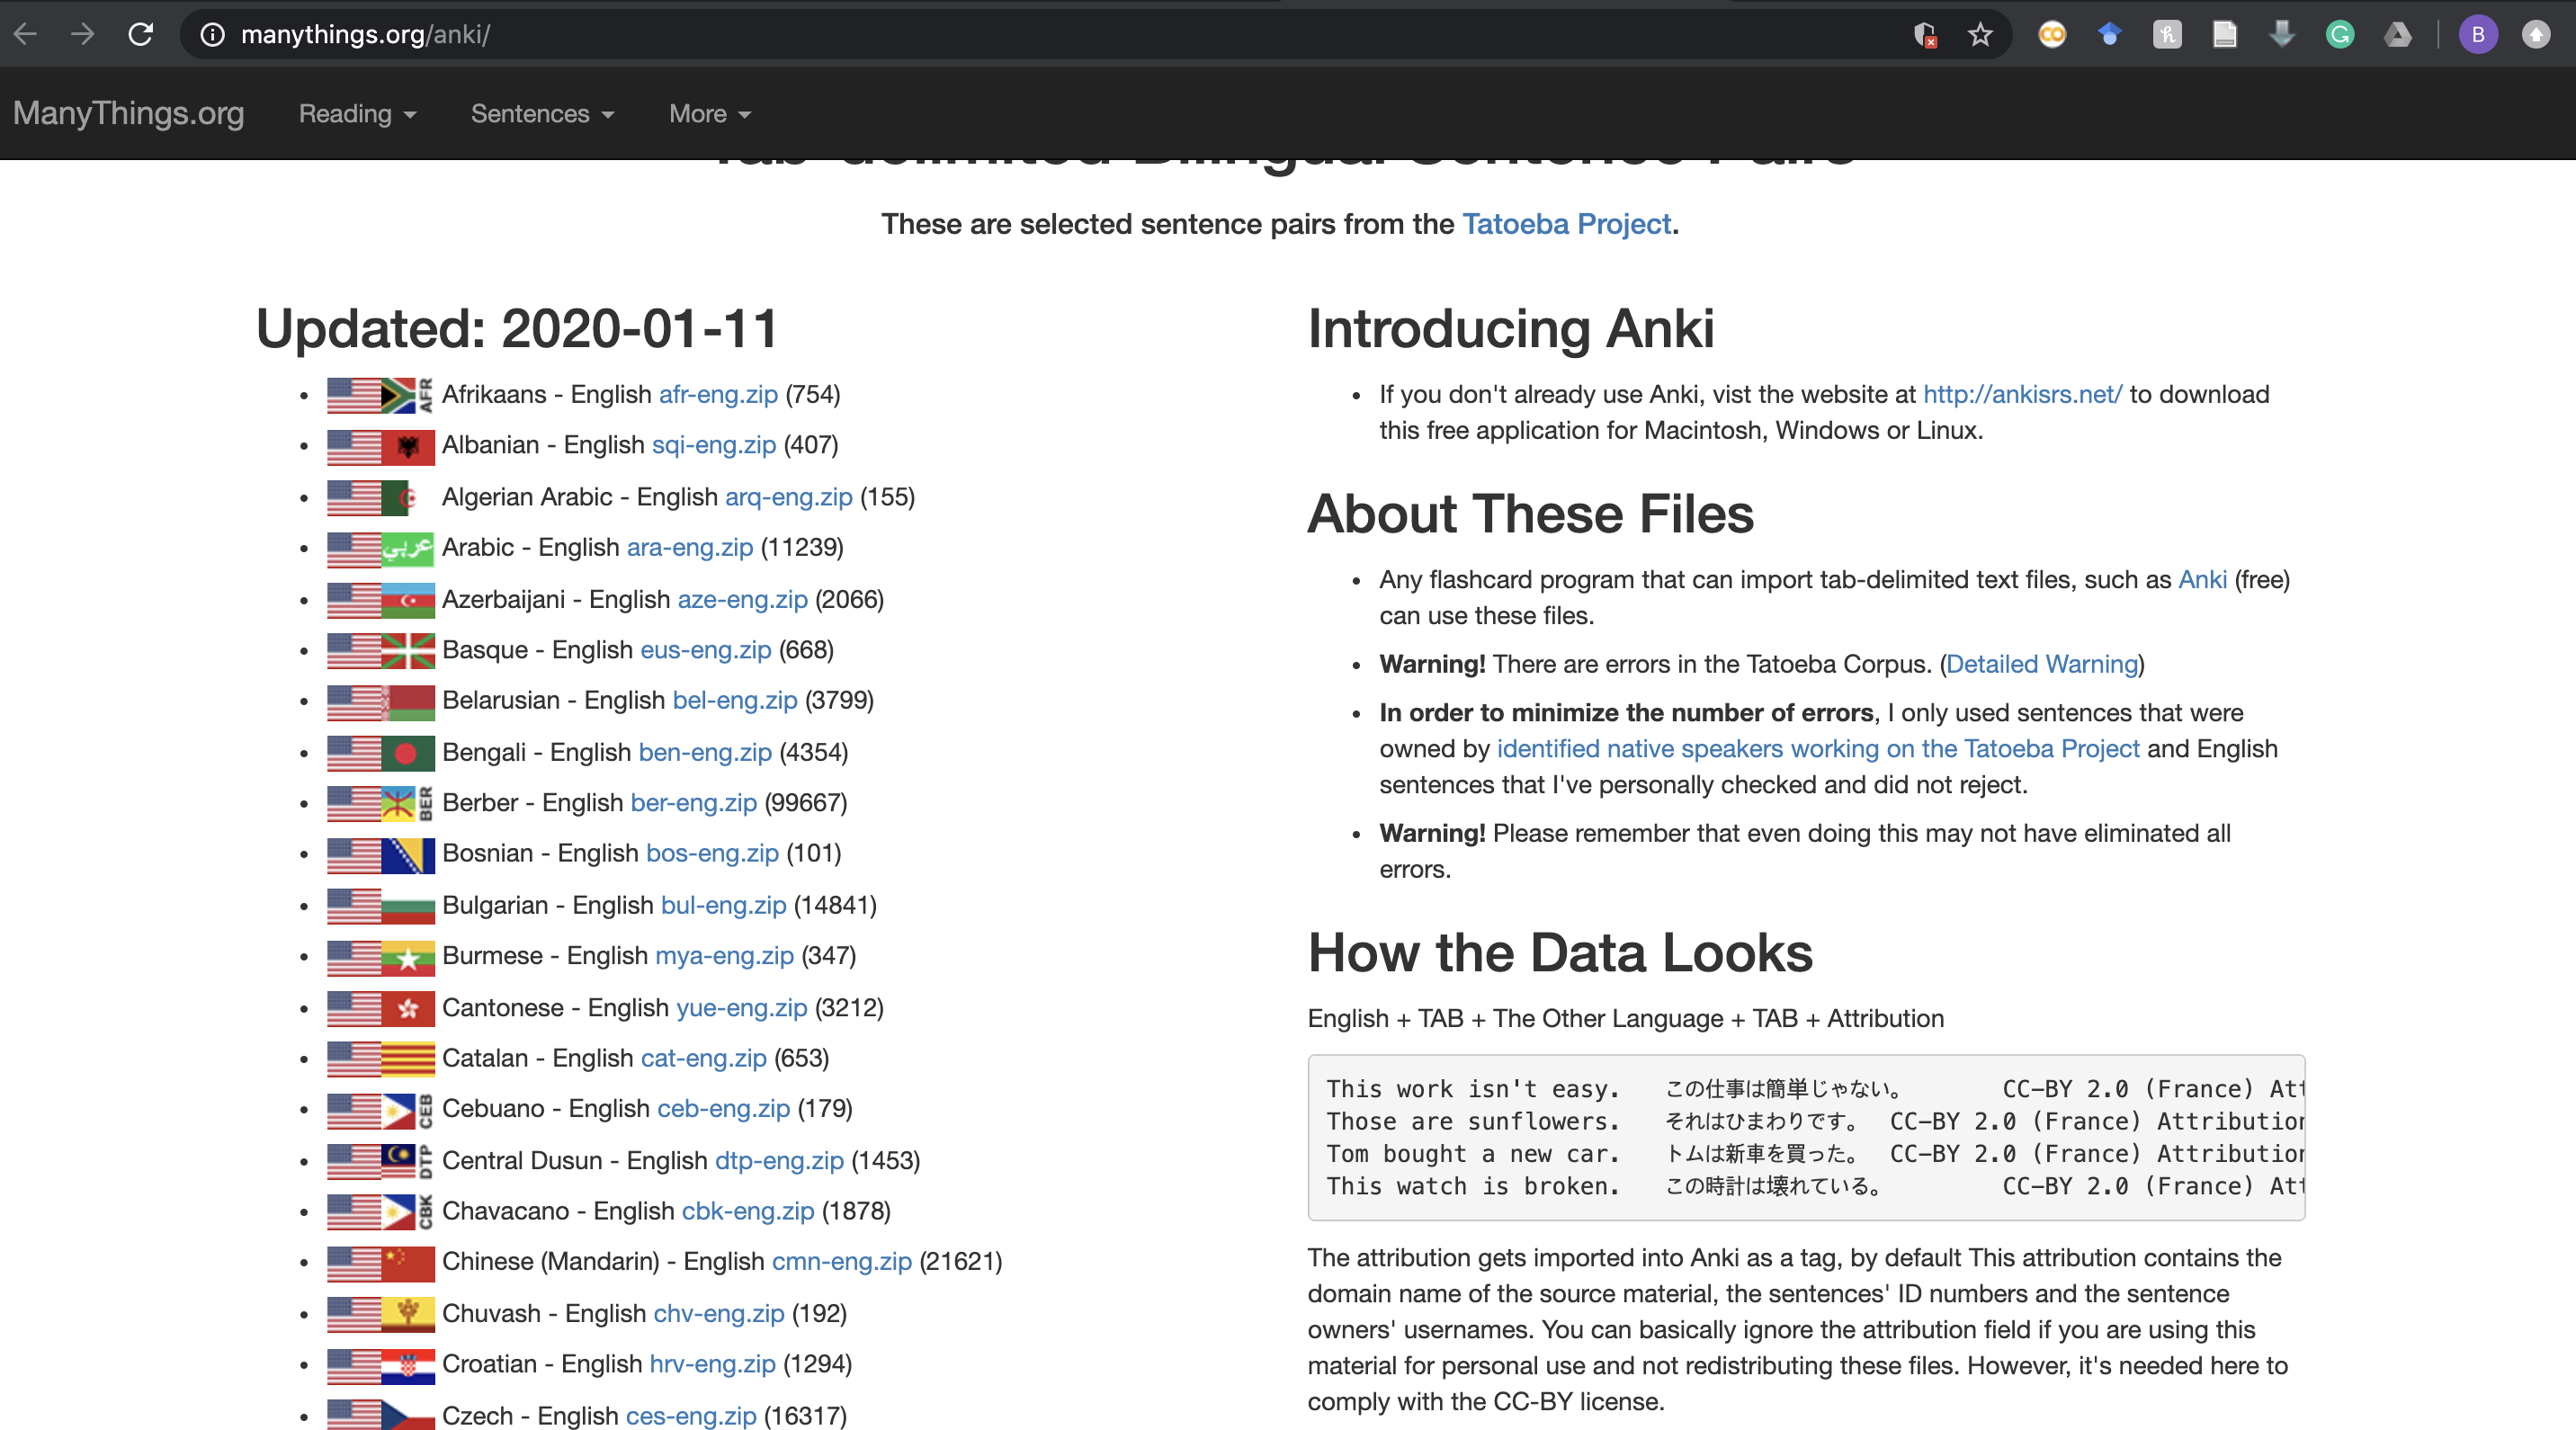 manythings.org/anki/
B
ManyThings.org Reading Sentences More
Tab-delimited Bilingual Sentence Pairs
These are selected sentence pairs from the Tatoeba Project.
Updated: 2020-01-11
AFR Afrikaans - English afr-eng.zip (754)
Albanian - English sqi-eng.zip (407)
Algerian Arabic - English arq-eng.zip (155)
عربي Arabic - English ara-eng.zip (11239)
Azerbaijani - English aze-eng.zip (2066)
Basque - English eus-eng.zip (668)
Belarusian - English bel-eng.zip (3799)
Bengali - English ben-eng.zip (4354)
BER Berber - English ber-eng.zip (99667)
Bosnian - English bos-eng.zip (101)
Bulgarian - English bul-eng.zip (14841)
Burmese - English mya-eng.zip (347)
Cantonese - English yue-eng.zip (3212)
Catalan - English cat-eng.zip (653)
CEB Cebuano - English ceb-eng.zip (179)
DTP Central Dusun - English dtp-eng.zip (1453)
CBK Chavacano - English cbk-eng.zip (1878)
Chinese (Mandarin) - English cmn-eng.zip (21621)
Chuvash - English chv-eng.zip (192)
Croatian - English hrv-eng.zip (1294)
Czech - English ces-eng.zip (16317)
Introducing Anki
If you don't already use Anki, vist the website at http://ankisrs.net/ to download
this free application for Macintosh, Windows or Linux.
About These Files
Any flashcard program that can import tab-delimited text files, such as Anki (free)
can use these files.
Warning! There are errors in the Tatoeba Corpus. (Detailed Warning)
In order to minimize the number of errors, I only used sentences that were
owned by identified native speakers working on the Tatoeba Project and English
sentences that I've personally checked and did not reject.
Warning! Please remember that even doing this may not have eliminated all
errors.
How the Data Looks
English + TAB + The Other Language + TAB + Attribution
This work isn't easy. この仕事は簡単じゃない。 CC-BY 2.0 (France) Att
Those are sunflowers. それはひまわりです。 CC-BY 2.0 (France) Attribution
Tom bought a new car. トムは新車を買った。 CC-BY 2.0 (France) Attribution
This watch is broken. この時計は壊れている。 CC-BY 2.0 (France) Att
The attribution gets imported into Anki as a tag, by default This attribution contains the
domain name of the source material, the sentences' ID numbers and the sentence
owners' usernames. You can basically ignore the attribution field if you are using this
material for personal use and not redistributing these files. However, it's needed here to
comply with the CC-BY license.